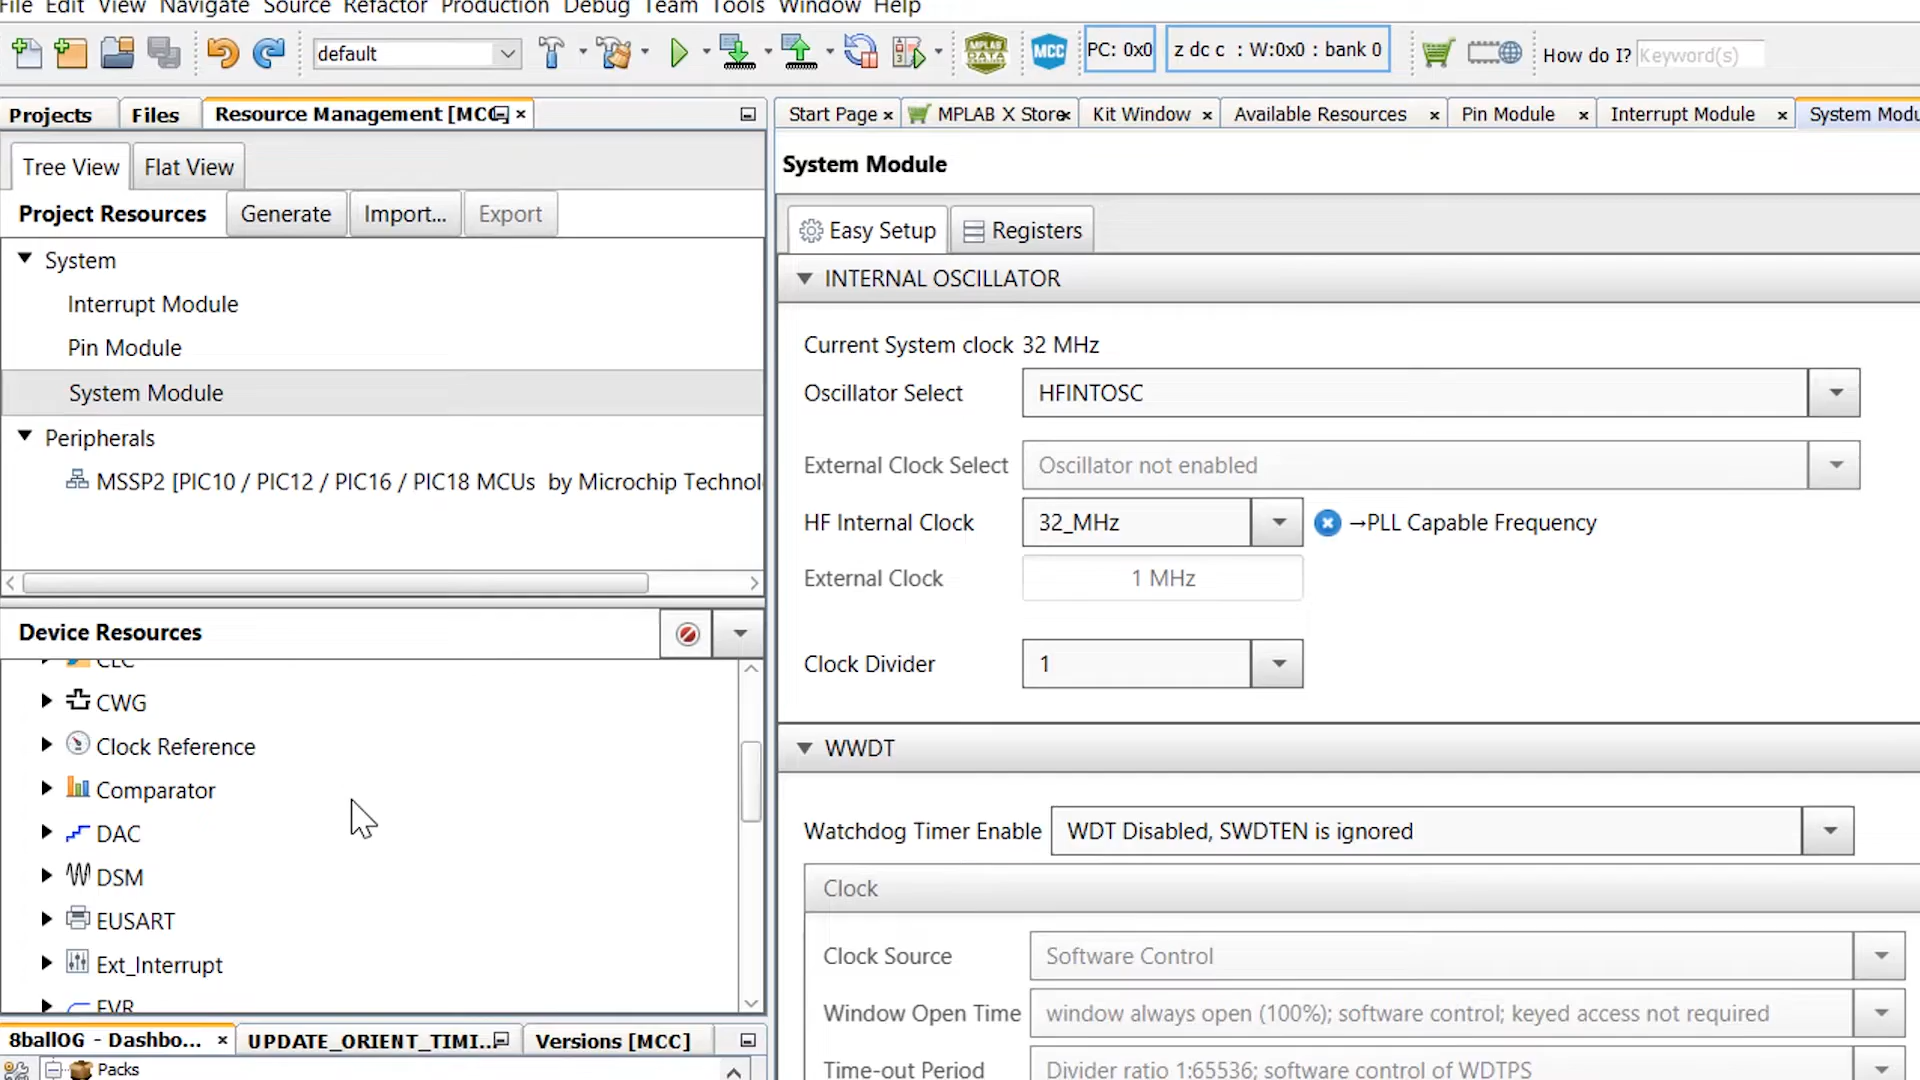 File Edit View Navigate Source Refactor Production Debug Team Tools Window Help
default
MPLAB DATA
MCC
PC: 0x0
z dc c : W:0x0 : bank 0
How do I? Keyword(s)
Projects
Files
Resource Management [MCC]
Start Page
MPLAB X Store
Kit Window
Available Resources
Pin Module
Interrupt Module
System Modu
Tree View
Flat View
Project Resources
Generate
Import...
Export
System
Interrupt Module
Pin Module
System Module
Peripherals
MSSP2 [PIC10 / PIC12 / PIC16 / PIC18 MCUs by Microchip Technol
Device Resources
CLC
CWG
Clock Reference
Comparator
DAC
DSM
EUSART
Ext_Interrupt
FVR
8ballOG - Dashbo...
UPDATE_ORIENT_TIMI...
Versions [MCC]
Packs
System Module
Easy Setup
Registers
INTERNAL OSCILLATOR
Current System clock 32 MHz
Oscillator Select HFINTOSC
External Clock Select Oscillator not enabled
HF Internal Clock 32_MHz →PLL Capable Frequency
External Clock 1 MHz
Clock Divider 1
WWDT
Watchdog Timer Enable WDT Disabled, SWDTEN is ignored
Clock
Clock Source Software Control
Window Open Time window always open (100%); software control; keyed access not required
Time-out Period Divider ratio 1:65536; software control of WDTPS